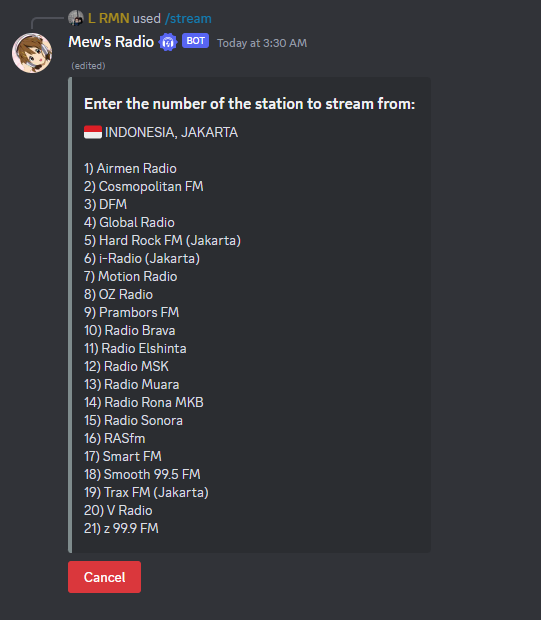 L RMN used /stream
Mew's Radio BOT Today at 3:30 AM
(edited)
Enter the number of the station to stream from:
INDONESIA, JAKARTA
1) Airmen Radio
2) Cosmopolitan FM
3) DFM
4) Global Radio
5) Hard Rock FM (Jakarta)
6) i-Radio (Jakarta)
7) Motion Radio
8) OZ Radio
9) Prambors FM
10) Radio Brava
11) Radio Elshinta
12) Radio MSK
13) Radio Muara
14) Radio Rona MKB
15) Radio Sonora
16) RASfm
17) Smart FM
18) Smooth 99.5 FM
19) Trax FM (Jakarta)
20) V Radio
21) z 99.9 FM
Cancel